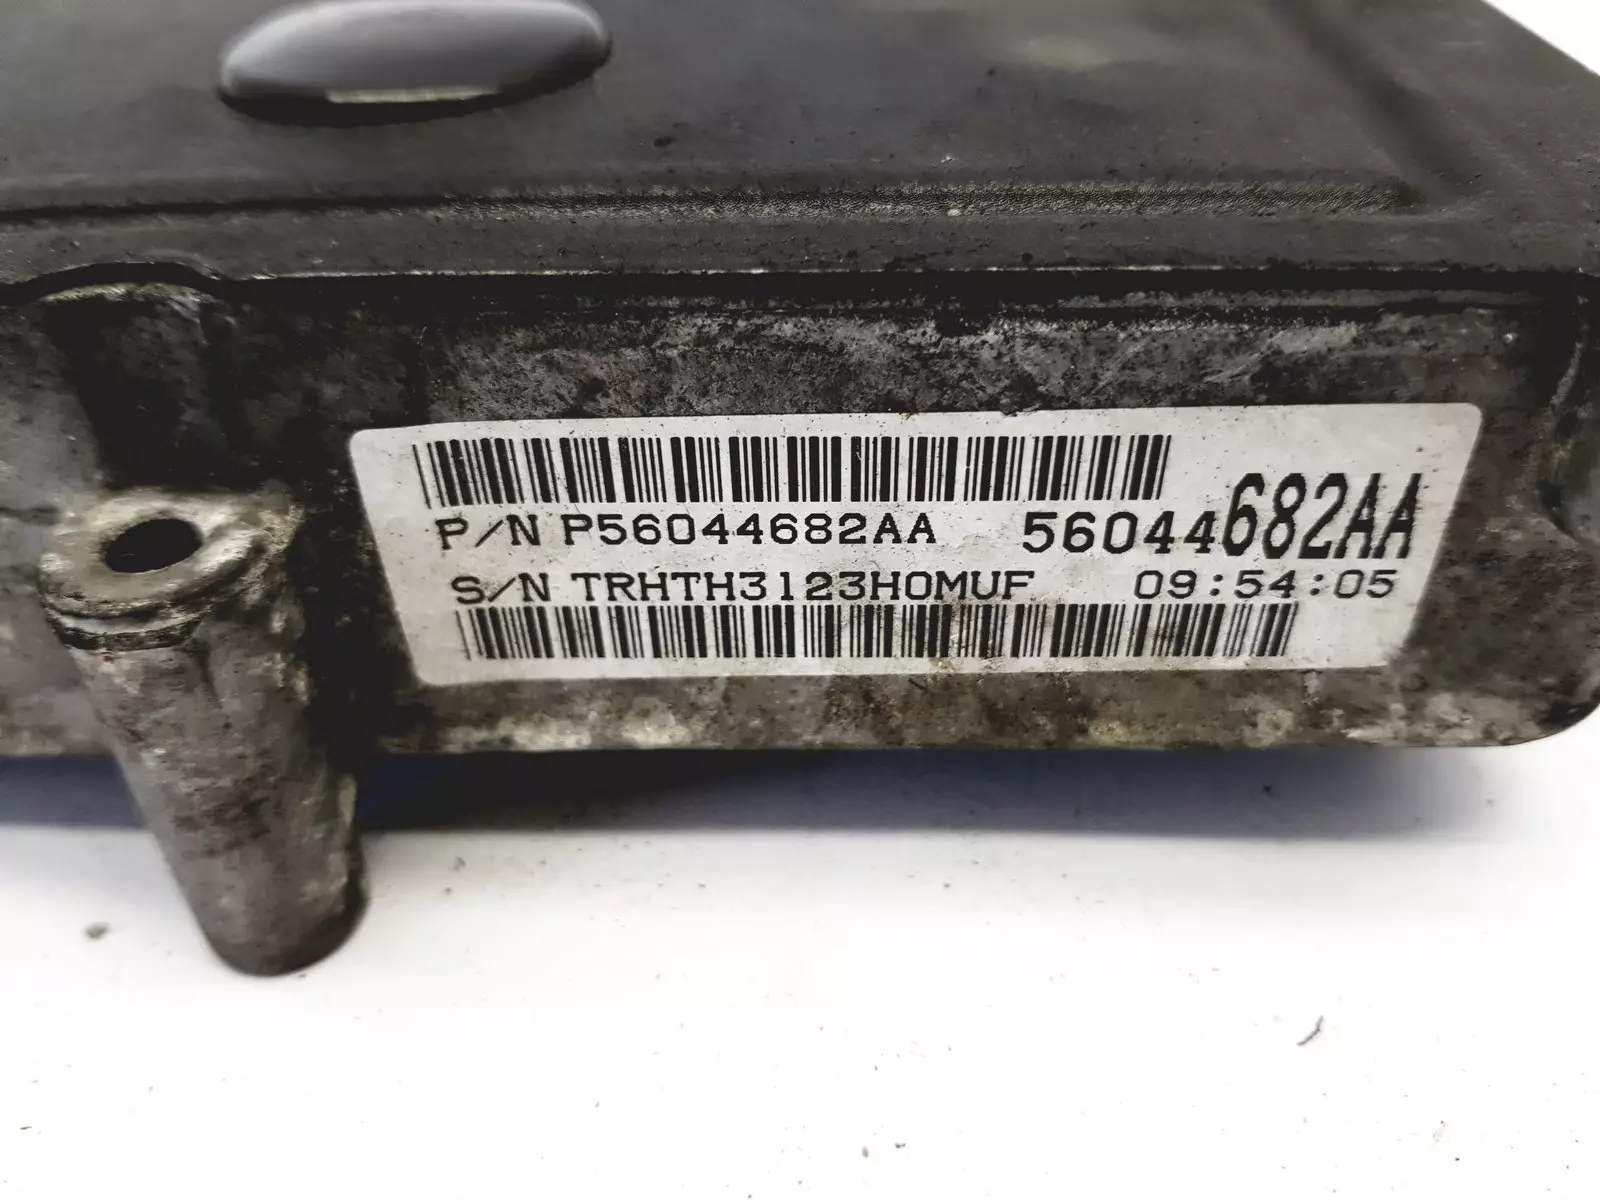 P/N P56044682AA 56044682AA
S/N TRHTH3123H0MUF 09:54:05